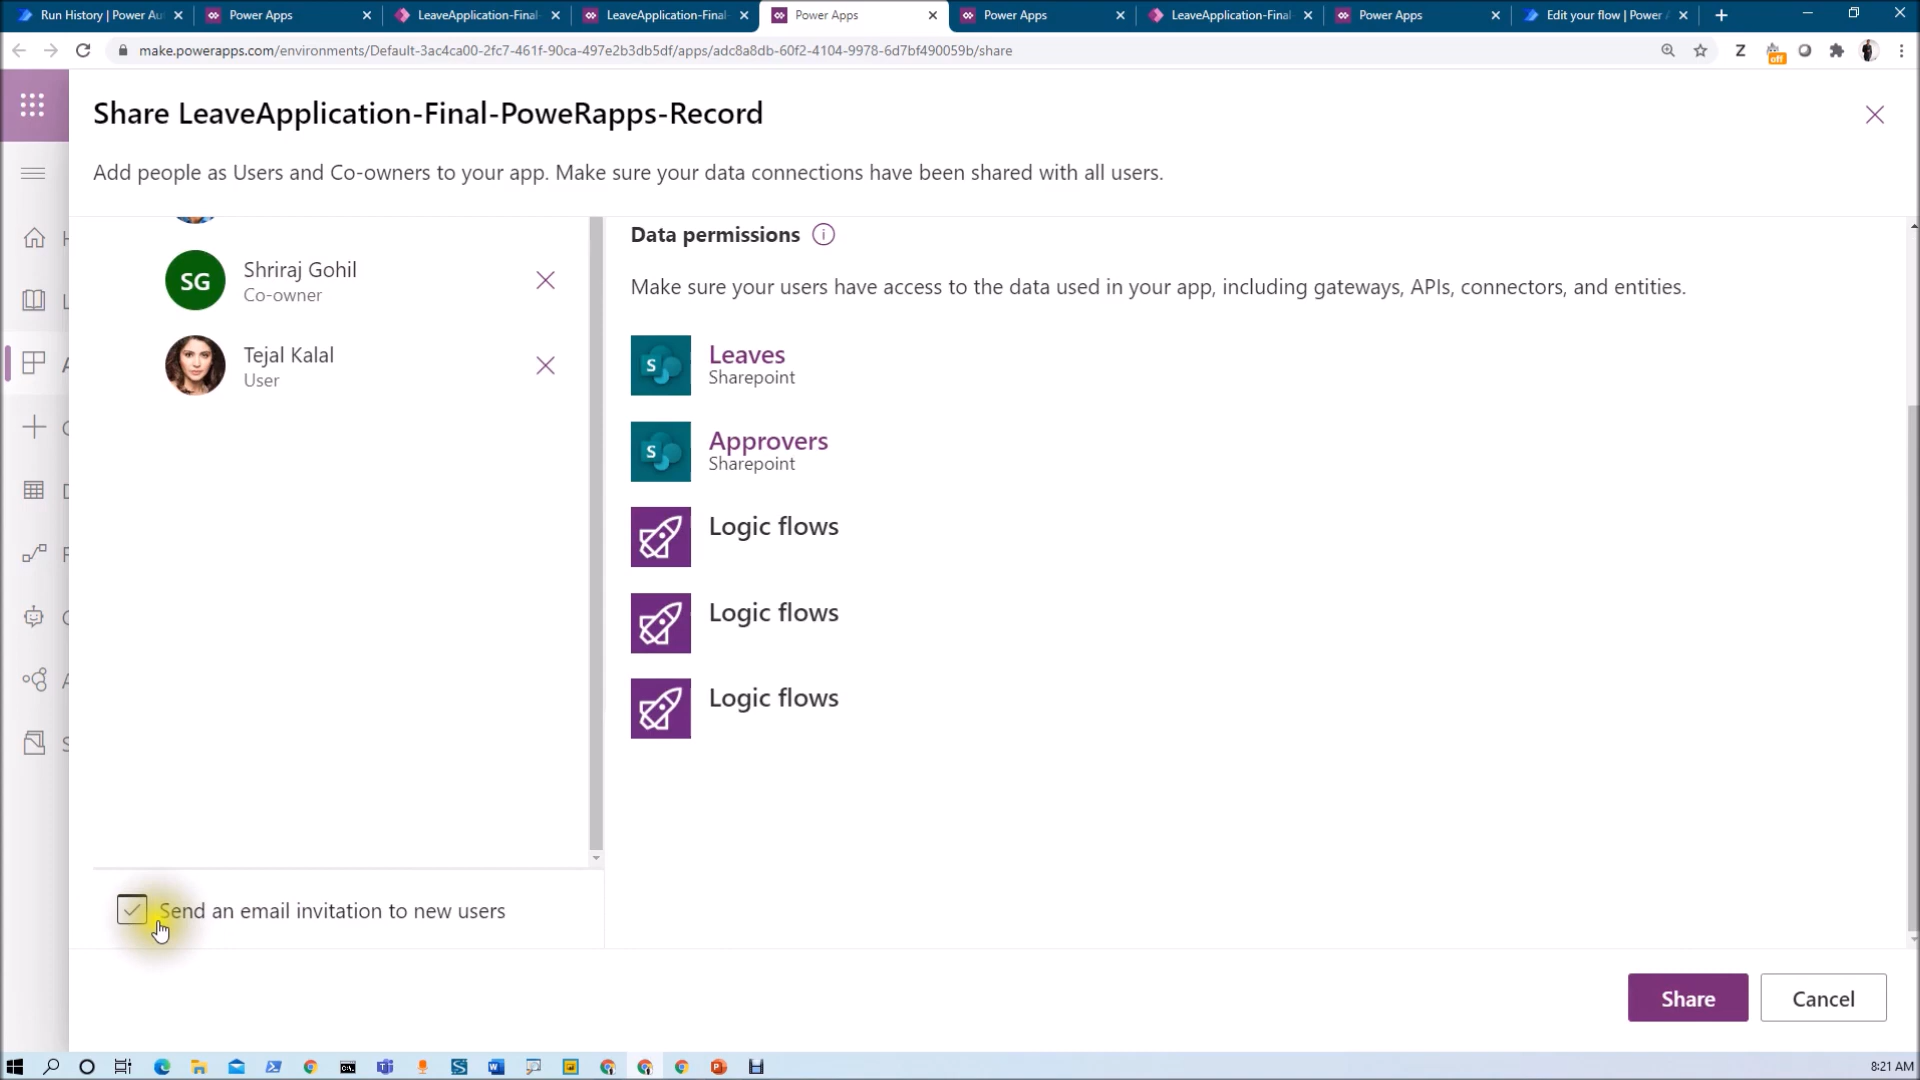 Run History | Power Au
Power Apps
LeaveApplication-Final-
LeaveApplication-Final-
Power Apps
Power Apps
LeaveApplication-Final
Power Apps
Edit your flow | Power A
make.powerapps.com/environments/Default-3ac4ca00-2fc7-461f-90ca-497e2b3db5df/apps/adc8a8db-60f2-4104-9978-6d7bf490059b/share
Z
off
Share LeaveApplication-Final-PoweRapps-Record
Add people as Users and Co-owners to your app. Make sure your data connections have been shared with all users.
SG
Shriraj Gohil
Co-owner
Tejal Kalal
User
Data permissions
Make sure your users have access to the data used in your app, including gateways, APIs, connectors, and entities.
S
Leaves
Sharepoint
S
Approvers
Sharepoint
Logic flows
Logic flows
Logic flows
Send an email invitation to new users
Share
Cancel
8:21 AM